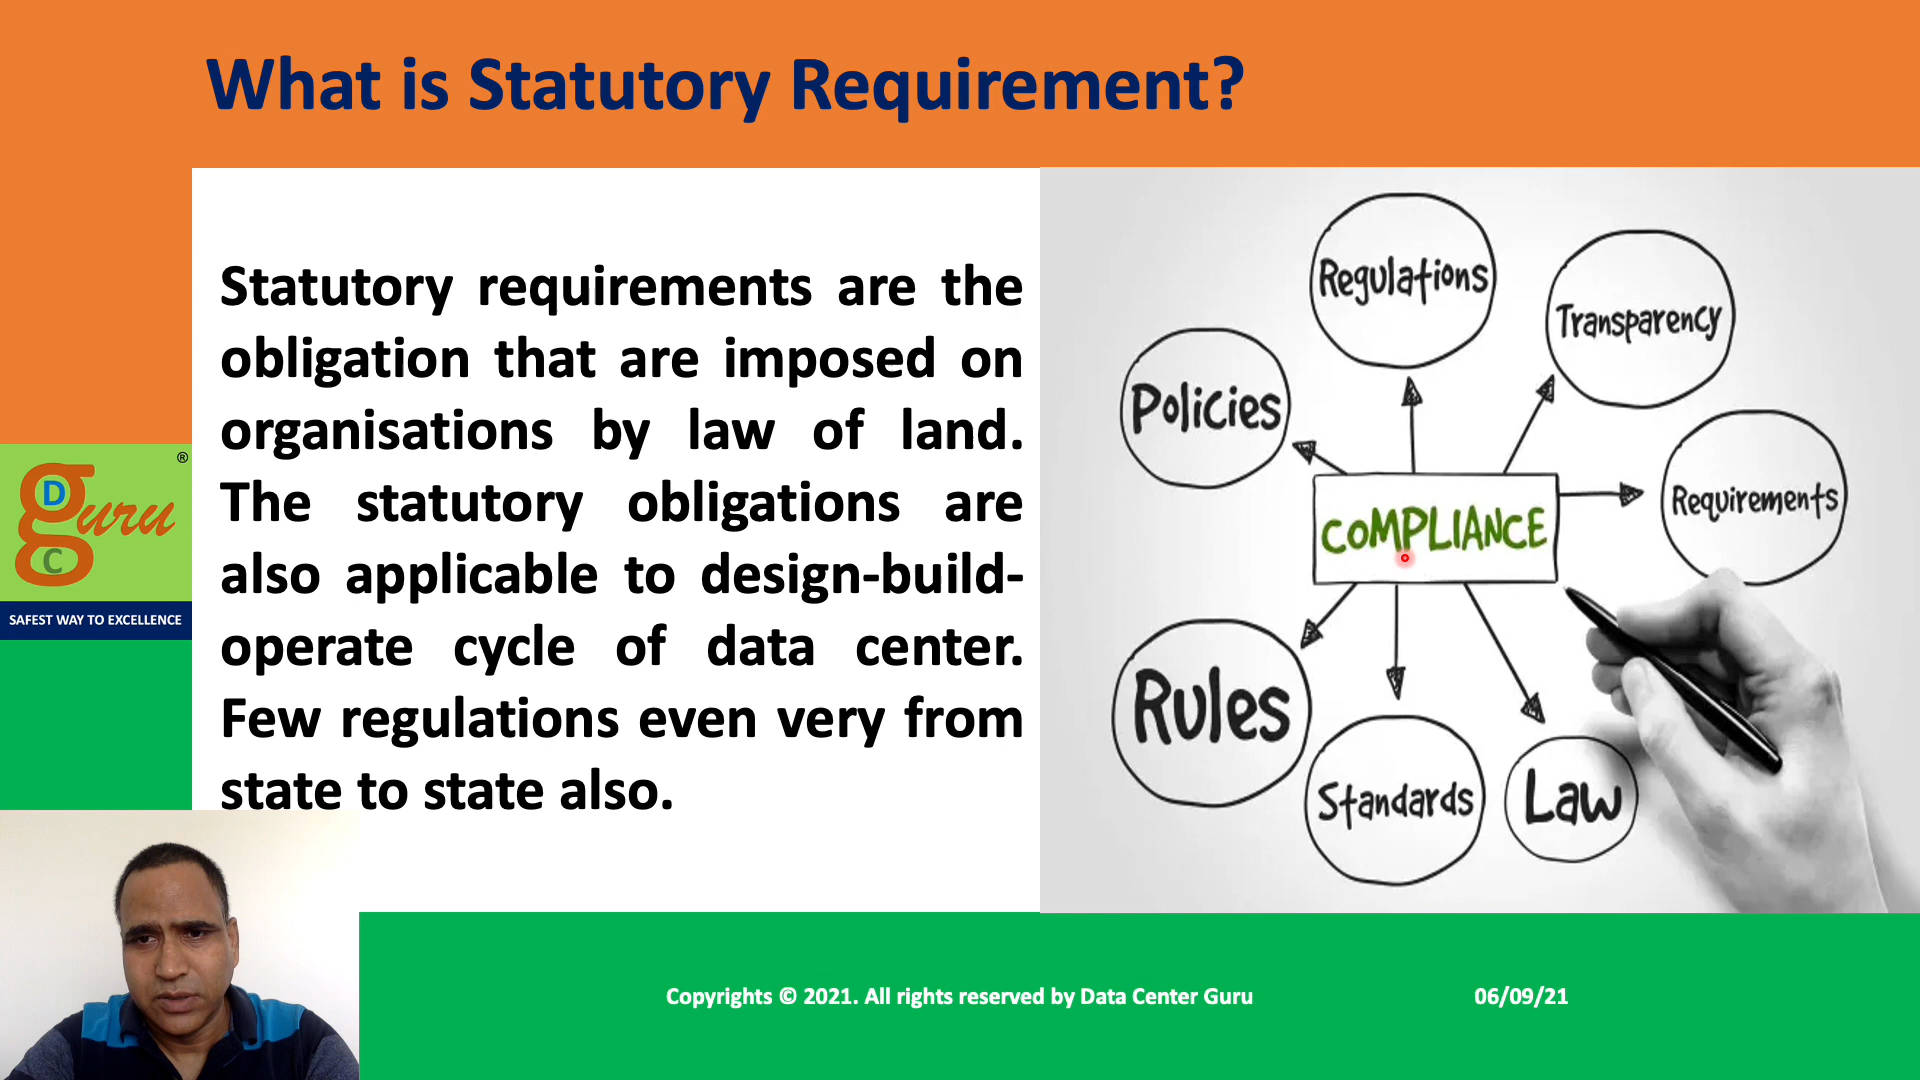 What is Statutory Requirement?
Statutory requirements are the
obligation that are imposed on
organisations by law of land.
The statutory obligations are
also applicable to design-build-
operate cycle of data center.
Few regulations even very from
state to state also.
Regulations
Transparency
Policies
Requirements
COMPLIANCE
Rules
Standards
Law
®
D
guru
C
SAFEST WAY TO EXCELLENCE
Copyrights © 2021. All rights reserved by Data Center Guru
06/09/21